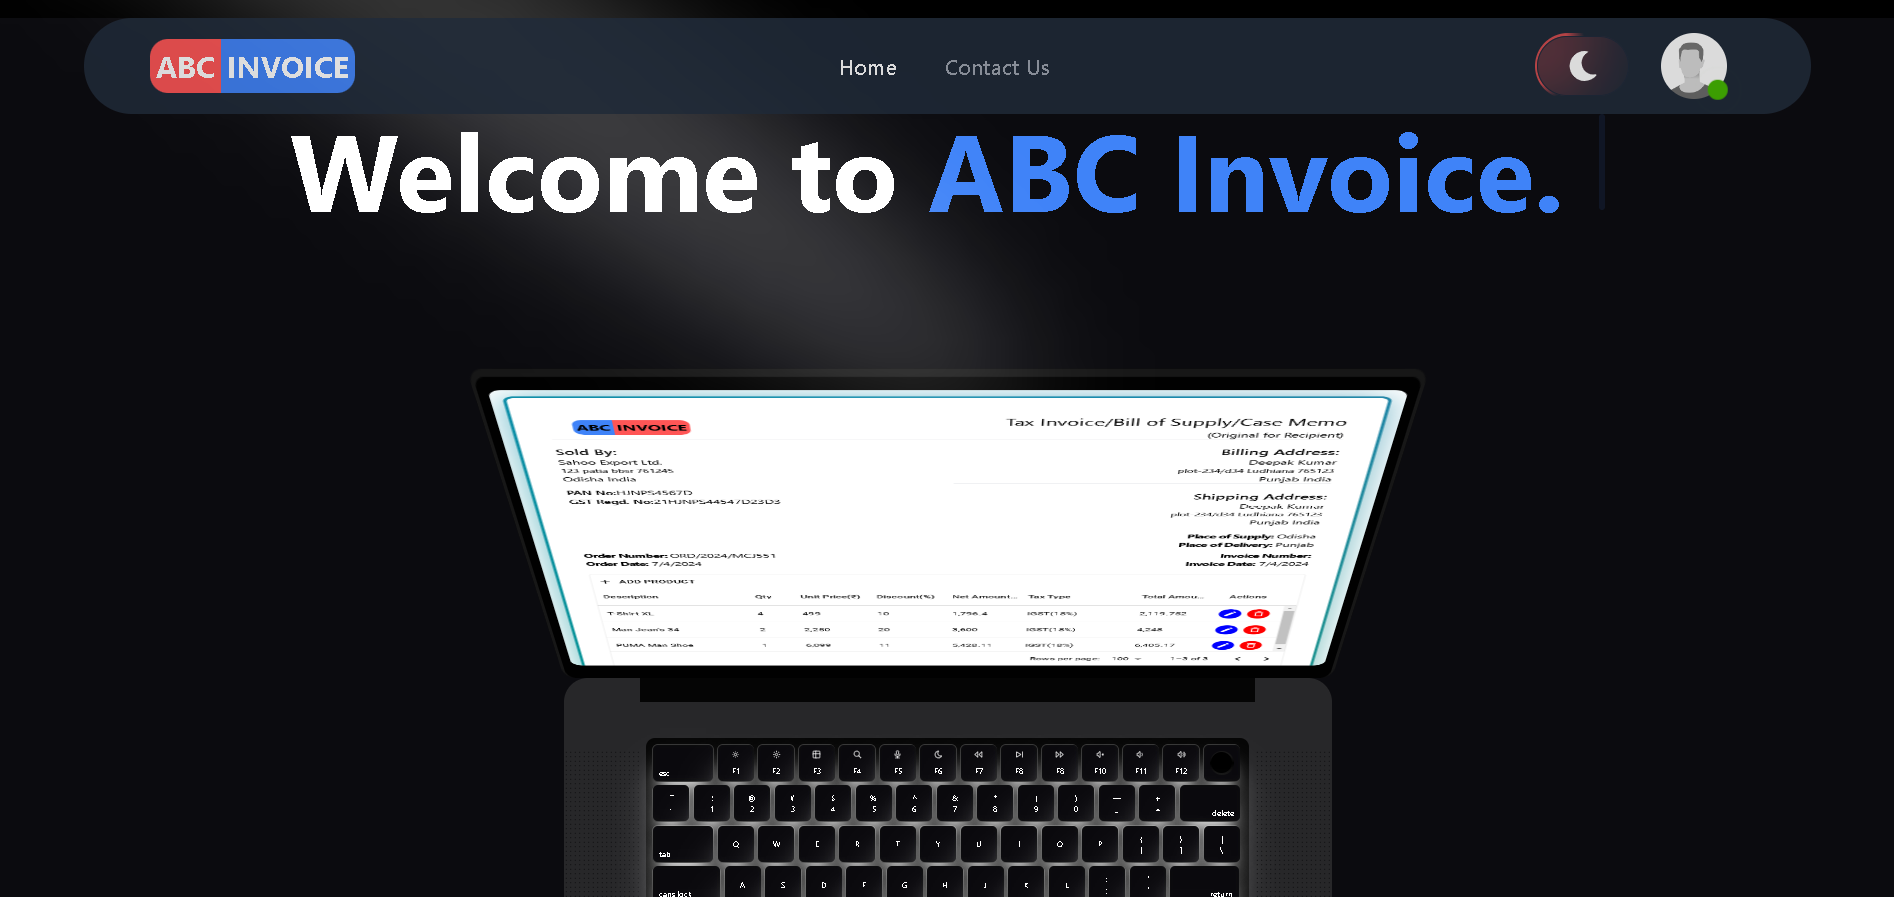 ABC INVOICE
Home
Contact Us
Welcome to ABC Invoice.
ABC INVOICE
Tax Invoice/Bill of Supply/Case Memo
(Original for Recipient)
Sold By:
Sahoo Export Ltd.
123 patia bbsr 761245
Odisha India
PAN No:HJNPS4567D
GST Regd. No:21HJNPS44547D23D3
Billing Address:
Deepak Kumar
plot-234/d34 Ludhiana 765123
Punjab India
Shipping Address:
Deepak Kumar
plot-234/d34 Ludhiana 765123
Punjab India
Place of Supply: Odisha
Place of Delivery: Punjab
Order Number: ORD/2024/MCJ551
Order Date: 7/4/2024
Invoice Number:
Invoice Date: 7/4/2024
+ ADD PRODUCT
Description Qty Unit Price(₹) Discount(%) Net Amount... Tax Type Total Amou... Actions
T-Shirt XL 4 499 10 1,796.4 IGST(18%) 2,119.752
Man Jean's 34 2 2,250 20 3,600 IGST(18%) 4,248
PUMA Man Shoe 1 6,099 11 5,428.11 IGST(18%) 6,405.17
Rows per page: 100 1–3 of 3
esc F1 F2 F3 F4 F5 F6 F7 F8 F8 F10 F11 F12
1 @ 2 3 4 % 5 ^ 6 & 7 * 8 ( 9 ) 0 — _ + delete
tab Q W E R T Y U I O P { [ } ] | \
caps lock A S D F G H J K L : ; return